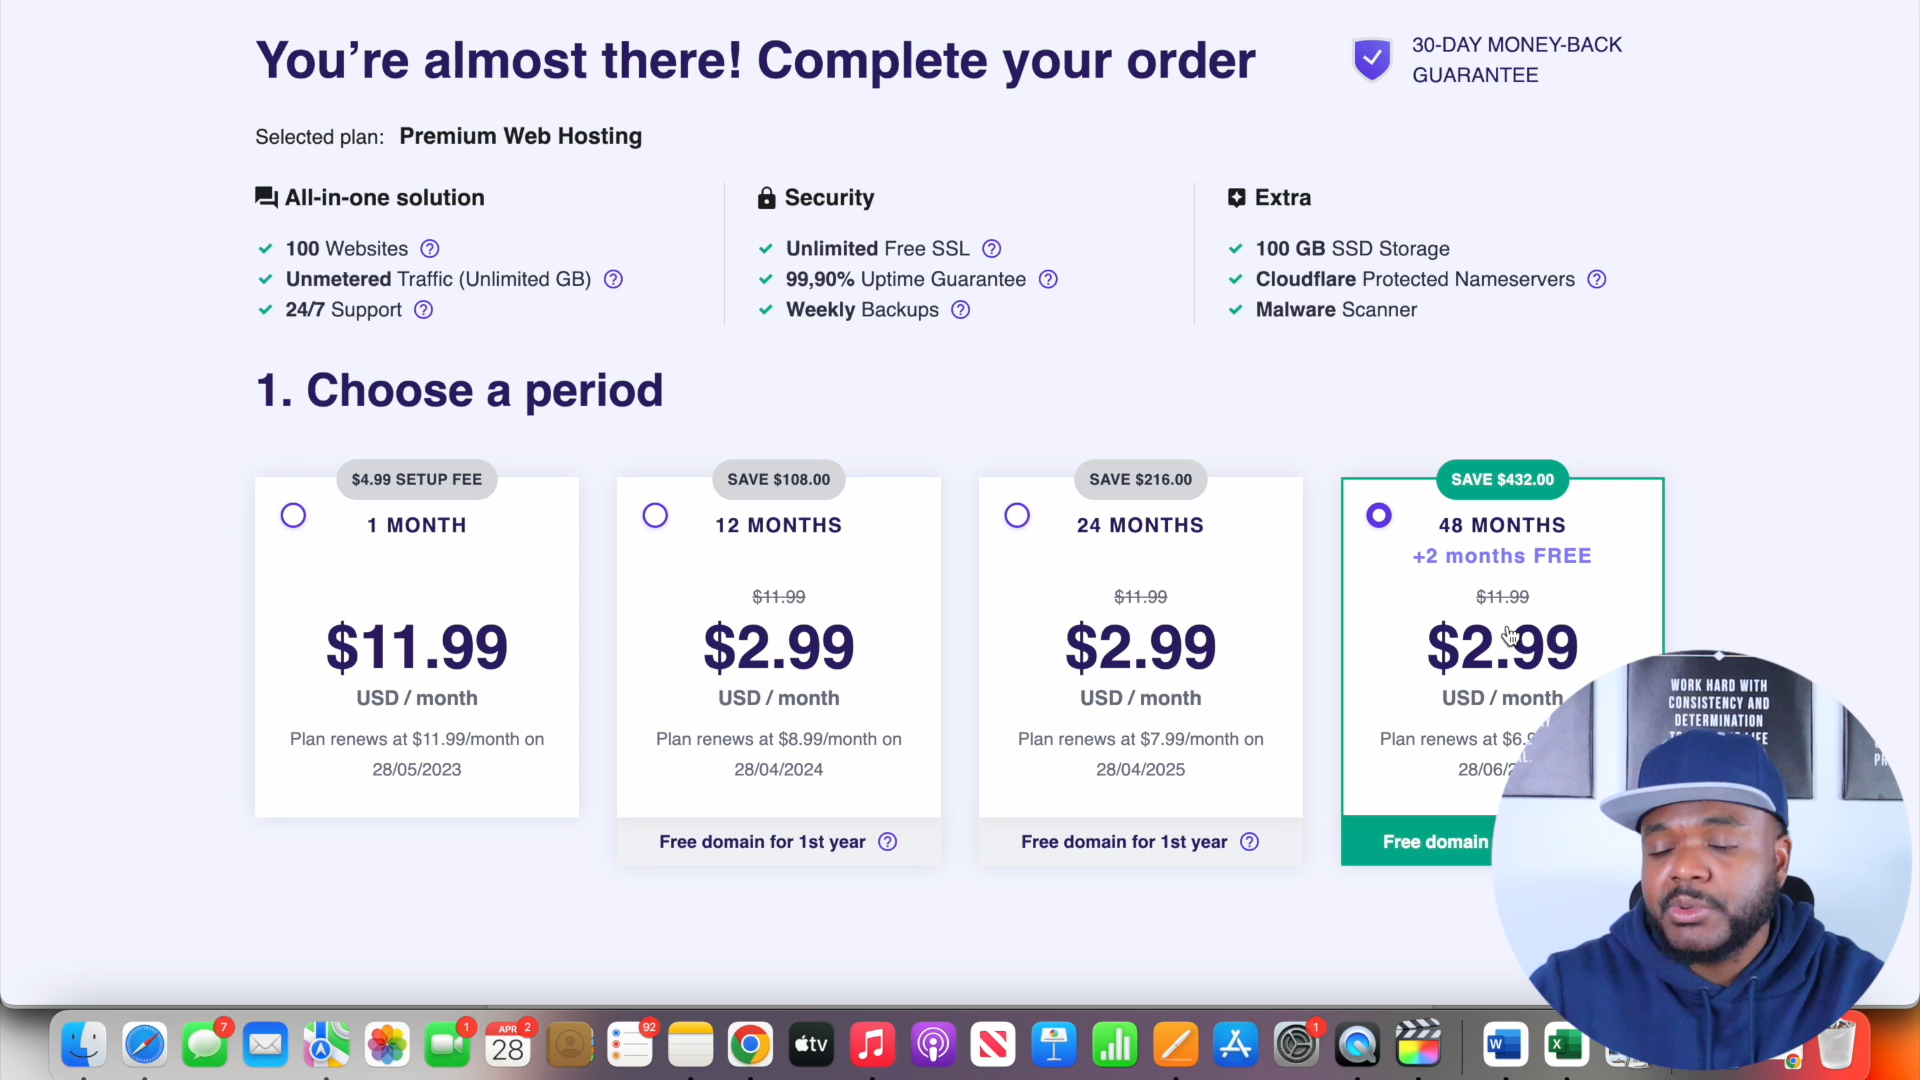 You're almost there! Complete your order
30-DAY MONEY-BACK
GUARANTEE
Selected plan: Premium Web Hosting
All-in-one solution
100 Websites
Unmetered Traffic (Unlimited GB)
24/7 Support
Security
Unlimited Free SSL
99,90% Uptime Guarantee
Weekly Backups
Extra
100 GB SSD Storage
Cloudflare Protected Nameservers
Malware Scanner
1. Choose a period
$4.99 SETUP FEE
1 MONTH
$11.99
USD / month
Plan renews at $11.99/month on
28/05/2023
SAVE $108.00
12 MONTHS
$11.99
$2.99
USD / month
Plan renews at $8.99/month on
28/04/2024
Free domain for 1st year
SAVE $216.00
24 MONTHS
$11.99
$2.99
USD / month
Plan renews at $7.99/month on
28/04/2025
Free domain for 1st year
SAVE $432.00
48 MONTHS
+2 months FREE
$11.99
$2.99
USD / month
Plan renews at
Free domain
WORK HARD WITH
CONSISTENCY AND
DETERMINATION
7
1
APR 2
28
92
tv
1
W
X